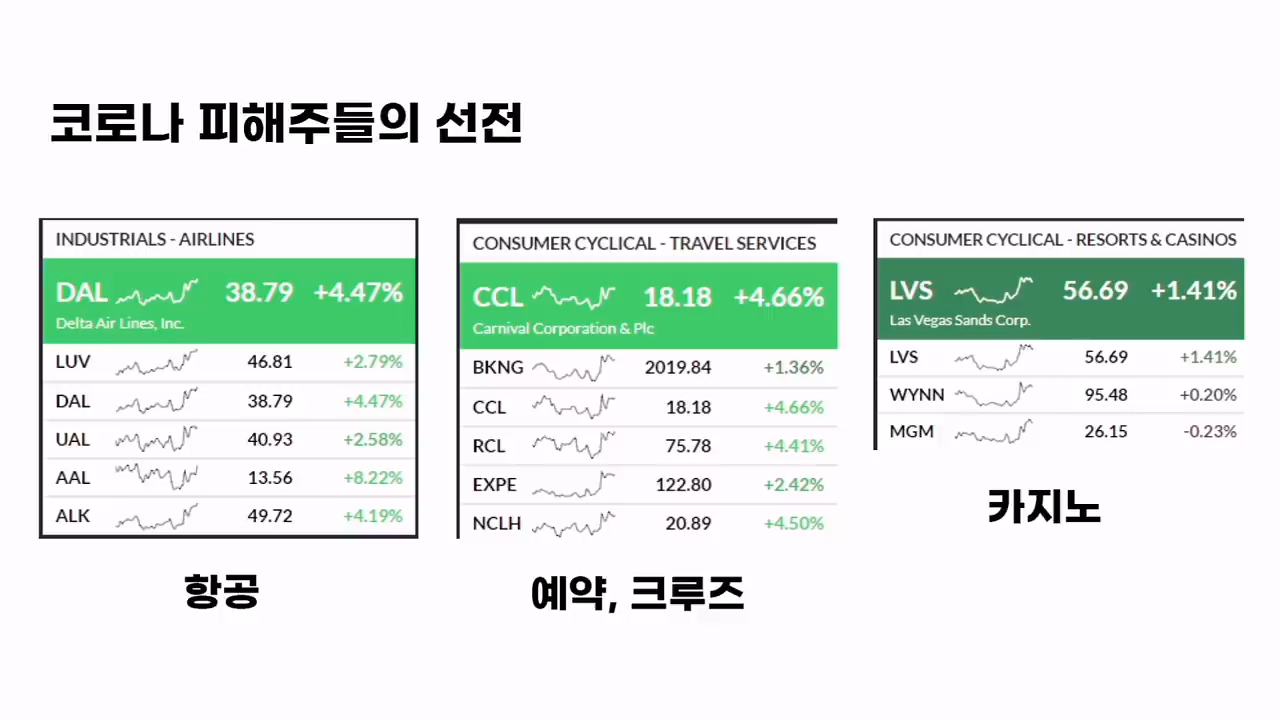 코로나 피해주들의 선전
INDUSTRIALS - AIRLINES
DAL 38.79 +4.47%
Delta Air Lines, Inc.
LUV 46.81 +2.79%
DAL 38.79 +4.47%
UAL 40.93 +2.58%
AAL 13.56 +8.22%
ALK 49.72 +4.19%
항공
CONSUMER CYCLICAL - TRAVEL SERVICES
CCL 18.18 +4.66%
Carnival Corporation & Plc
BKNG 2019.84 +1.36%
CCL 18.18 +4.66%
RCL 75.78 +4.41%
EXPE 122.80 +2.42%
NCLH 20.89 +4.50%
예약, 크루즈
CONSUMER CYCLICAL - RESORTS & CASINOS
LVS 56.69 +1.41%
Las Vegas Sands Corp.
LVS 56.69 +1.41%
WYNN 95.48 +0.20%
MGM 26.15 -0.23%
카지노